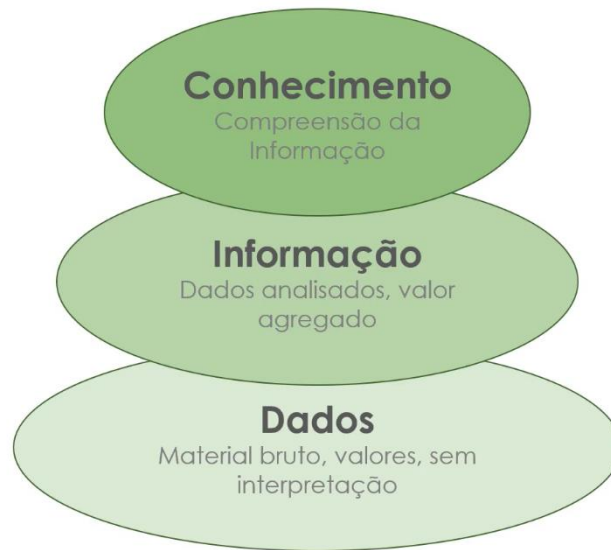 Conhecimento
Compreensão da
Informação
Informação
Dados analisados, valor
agregado
Dados
Material bruto, valores, sem
interpretação